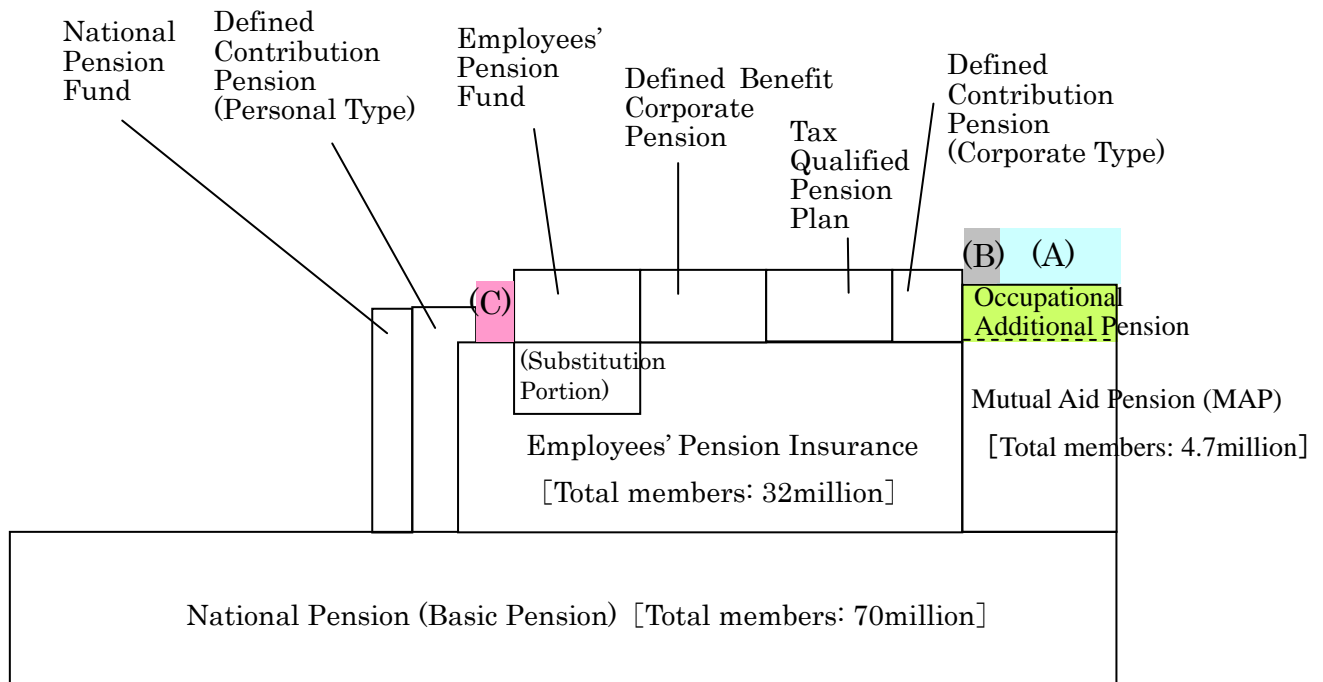 National
Pension
Fund
Defined
Contribution
Pension
(Personal Type)
Employees'
Pension
Fund
Defined Benefit
Corporate
Pension
Tax
Qualified
Pension
Plan
Defined
Contribution
Pension
(Corporate Type)
(B)
(A)
(C)
Occupational
Additional Pension
(Substitution
Portion)
Mutual Aid Pension (MAP)
[Total members: 4.7million]
Employees' Pension Insurance
[Total members: 32million]
National Pension (Basic Pension) [Total members: 70million]